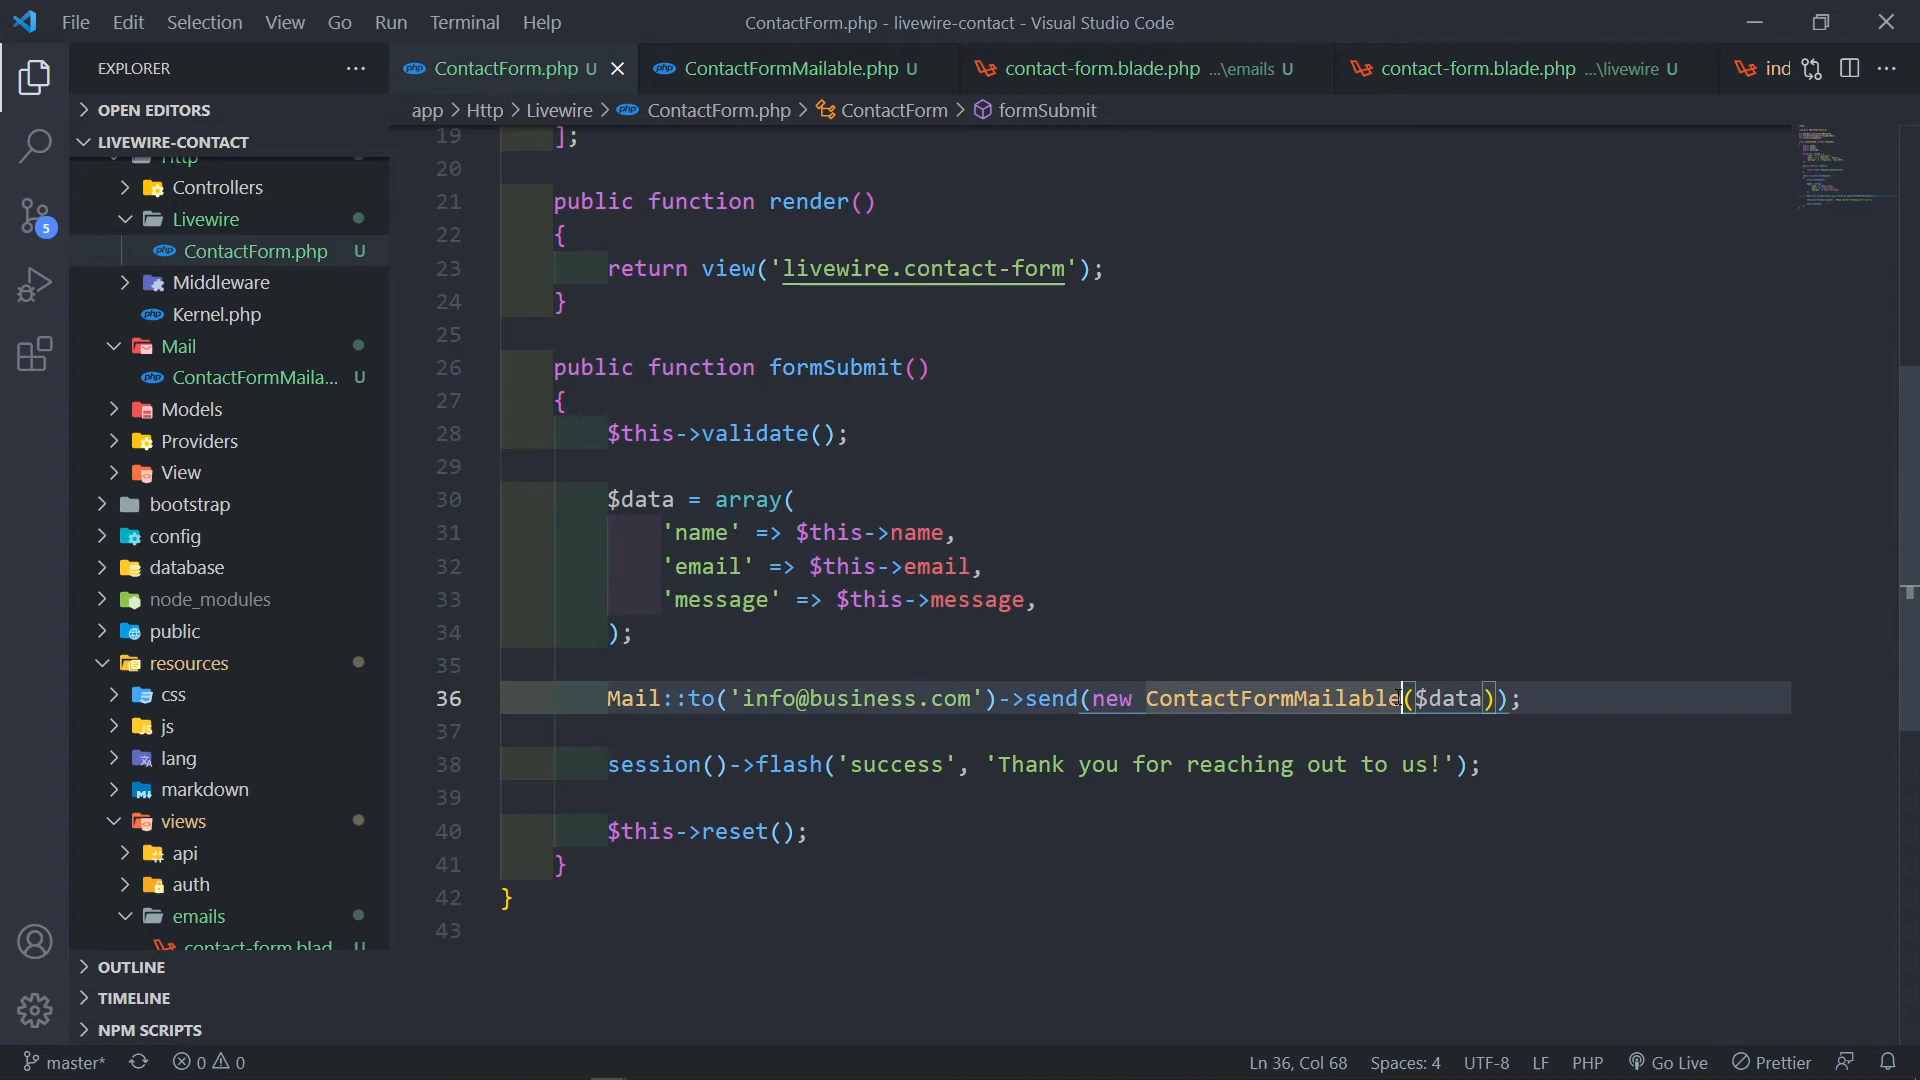 File Edit Selection View Go Run Terminal Help
ContactForm.php - livewire-contact - Visual Studio Code
EXPLORER
ContactForm.php U
ContactFormMailable.php U
contact-form.blade.php ...\emails U
contact-form.blade.php ...\livewire U
ind
OPEN EDITORS
app > Http > Livewire > ContactForm.php > ContactForm > formSubmit
LIVEWIRE-CONTACT
Http
Controllers
Livewire
ContactForm.php U
Middleware
Kernel.php
Mail
ContactFormMaila... U
Models
Providers
View
bootstrap
config
database
node_modules
public
resources
css
js
lang
markdown
views
api
auth
emails
contact-form.blad... U
OUTLINE
TIMELINE
NPM SCRIPTS
5
19 ];
20
21 public function render()
22 {
23 return view('livewire.contact-form');
24 }
25
26 public function formSubmit()
27 {
28 $this->validate();
29
30 $data = array(
31 'name' => $this->name,
32 'email' => $this->email,
33 'message' => $this->message,
34 );
35
36 Mail::to('info@business.com')->send(new ContactFormMailable($data));
37
38 session()->flash('success', 'Thank you for reaching out to us!');
39
40 $this->reset();
41 }
42 }
43
master* 0 0
Ln 36, Col 68 Spaces: 4 UTF-8 LF PHP Go Live Prettier